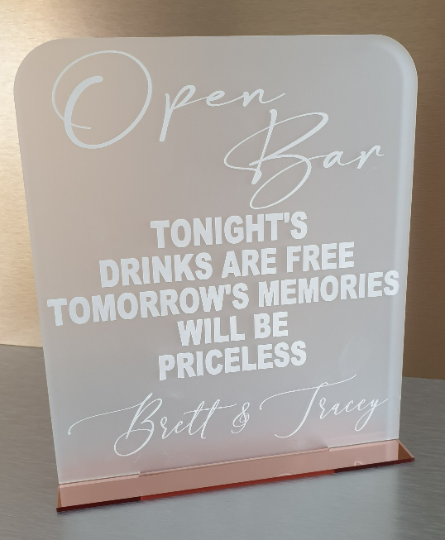 Open
Bar
TONIGHT'S
DRINKS ARE FREE
TOMORROW'S MEMORIES
WILL BE
PRICELESS
Brett & Tracey